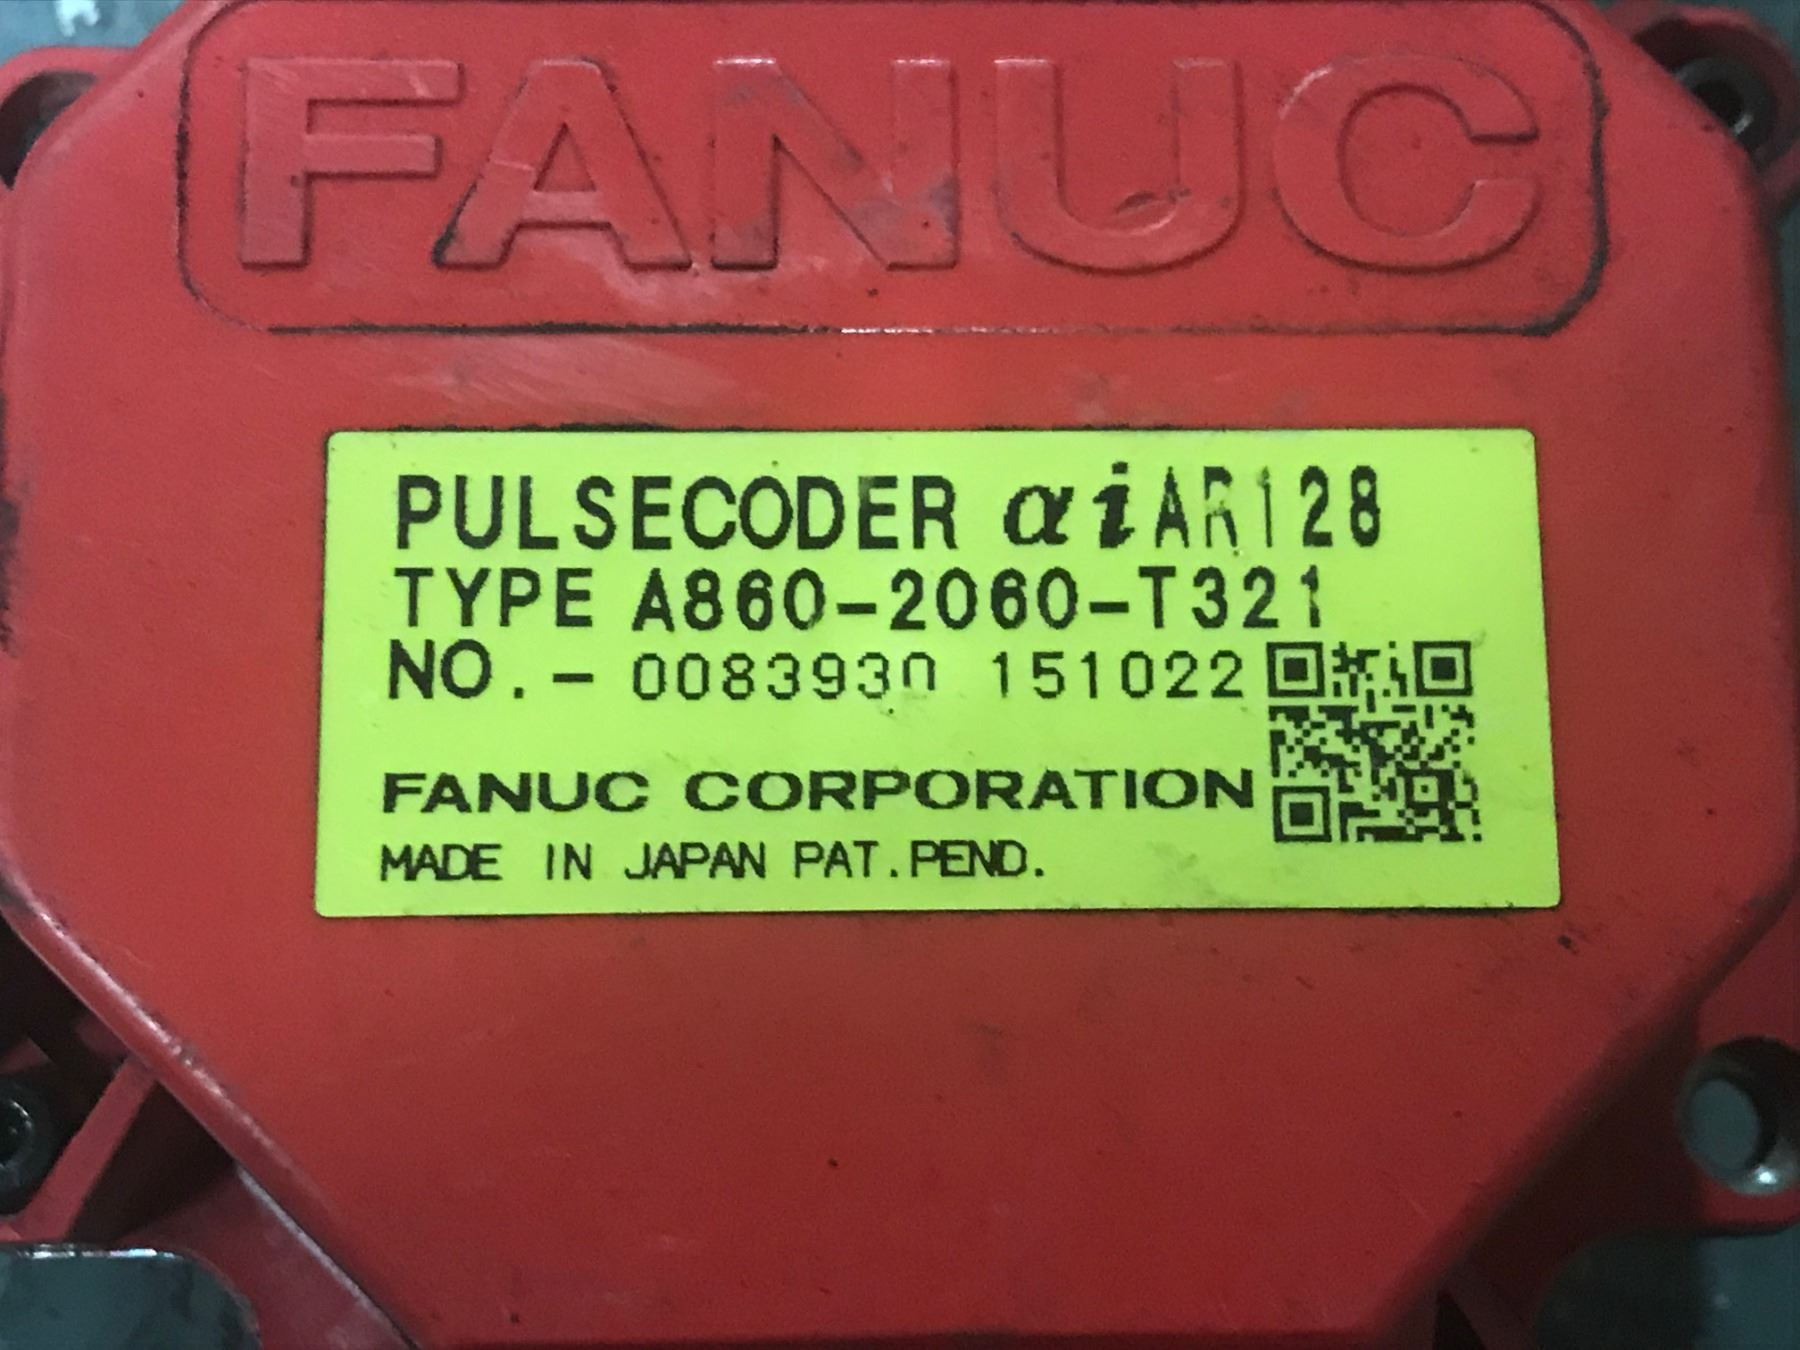 FANUC
PULSECODER αiAR128
TYPE A860-2060-T321
NO.- 0083930 151022
FANUC CORPORATION
MADE IN JAPAN PAT.PEND.